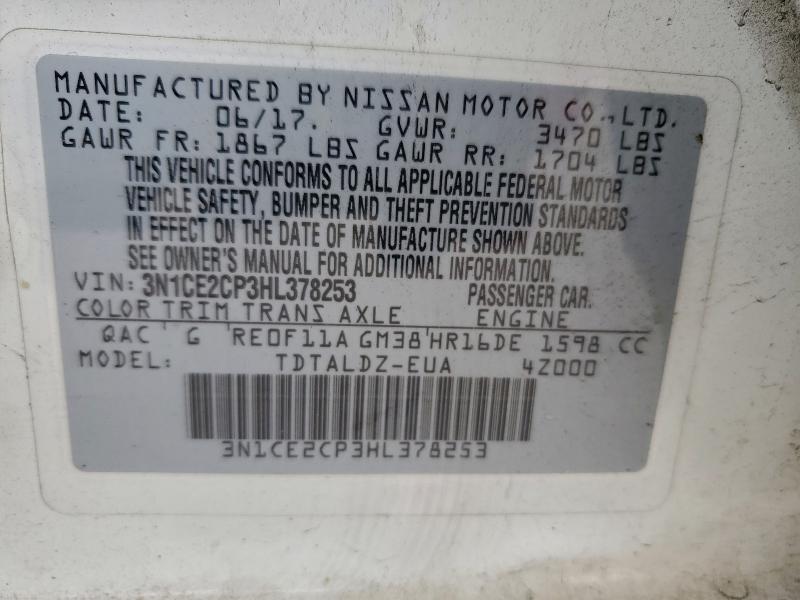 MANUFACTURED BY NISSAN MOTOR CO., LTD.
DATE: 06/17. GVWR: 3470 LBS
GAWR FR: 1867 LBS GAWR RR: 1704 LBS
THIS VEHICLE CONFORMS TO ALL APPLICABLE FEDERAL MOTOR
VEHICLE SAFETY, BUMPER AND THEFT PREVENTION STANDARDS
IN EFFECT ON THE DATE OF MANUFACTURE SHOWN ABOVE.
SEE OWNER'S MANUAL FOR ADDITIONAL INFORMATION.
VIN: 3N1CE2CP3HL378253 PASSENGER CAR.
COLOR TRIM TRANS AXLE ENGINE
QAC G RE0F11A GM38 HR16DE 1598 CC
MODEL: TDTALDZ-EUA 4Z000
3N1CE2CP3HL378253